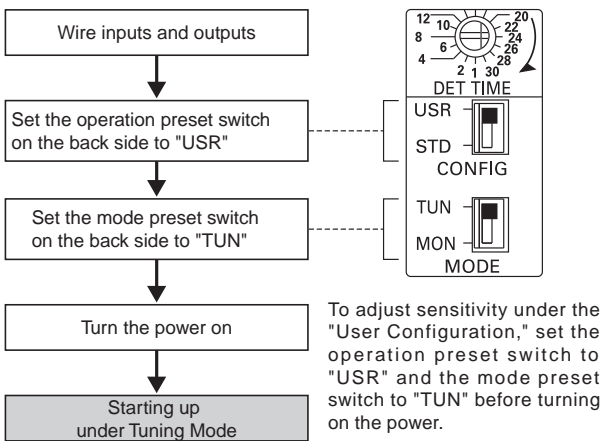 Wire inputs and outputs
Set the operation preset switch
on the back side to "USR"
Set the mode preset switch
on the back side to "TUN"
Turn the power on
Starting up
under Tuning Mode
12
10
8
6
4
2
1
30
28
26
24
22
20
DET TIME
USR
STD
CONFIG
TUN
MON
MODE
To adjust sensitivity under the
"User Configuration," set the
operation preset switch to
"USR" and the mode preset
switch to "TUN" before turning
on the power.